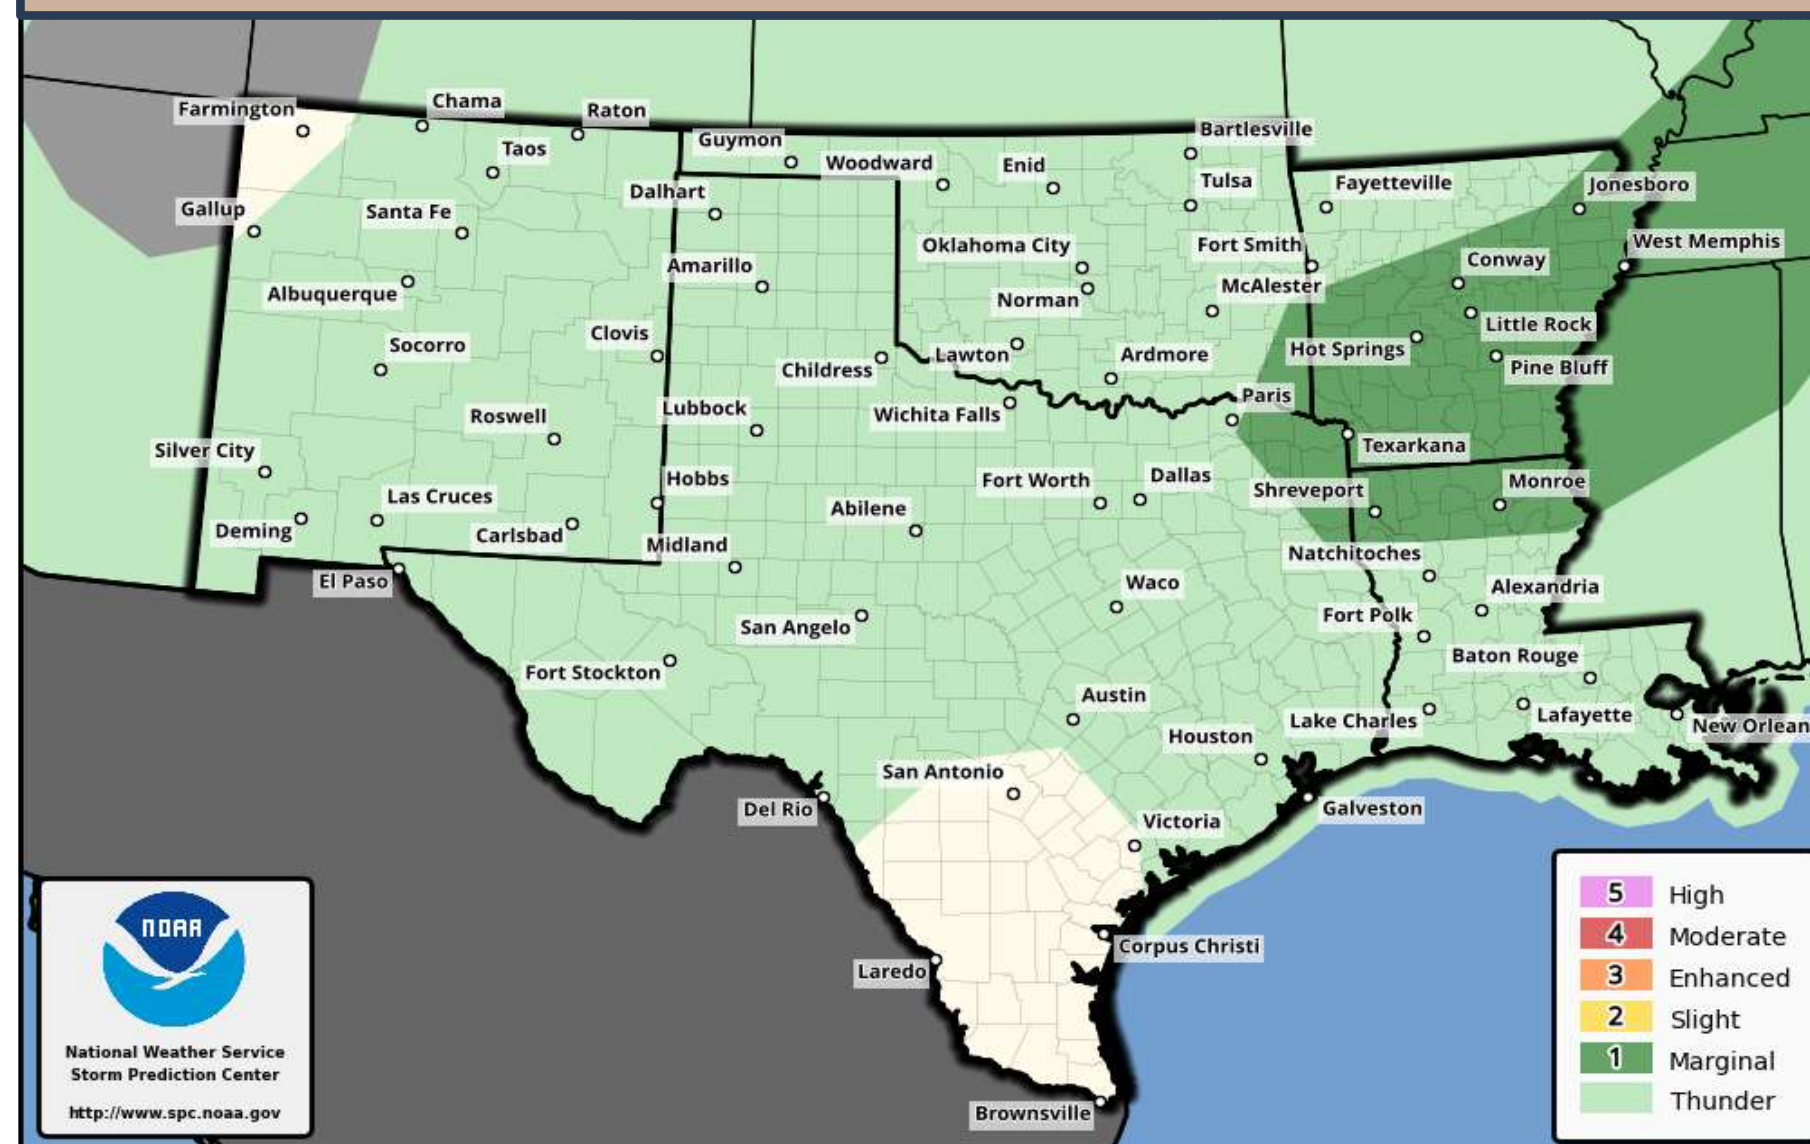 Farmington
Chama
Raton
Taos
Guymon
Woodward
Enid
Bartlesville
Tulsa
Fayetteville
Jonesboro
Dalhart
Gallup
Santa Fe
Oklahoma City
Fort Smith
West Memphis
Conway
Amarillo
Albuquerque
Norman
McAlester
Little Rock
Clovis
Socorro
Childress
Lawton
Ardmore
Hot Springs
Pine Bluff
Roswell
Lubbock
Wichita Falls
Paris
Texarkana
Silver City
Las Cruces
Hobbs
Fort Worth
Dallas
Shreveport
Monroe
Deming
Carlsbad
Midland
Abilene
Natchitoches
El Paso
Waco
Alexandria
San Angelo
Fort Polk
Fort Stockton
Baton Rouge
Austin
Lake Charles
Lafayette
New Orlean
Houston
San Antonio
Del Rio
Galveston
Victoria
Corpus Christi
Laredo
Brownsville
NOAA
National Weather Service
Storm Prediction Center
http://www.spc.noaa.gov
5 High
4 Moderate
3 Enhanced
2 Slight
1 Marginal
Thunder